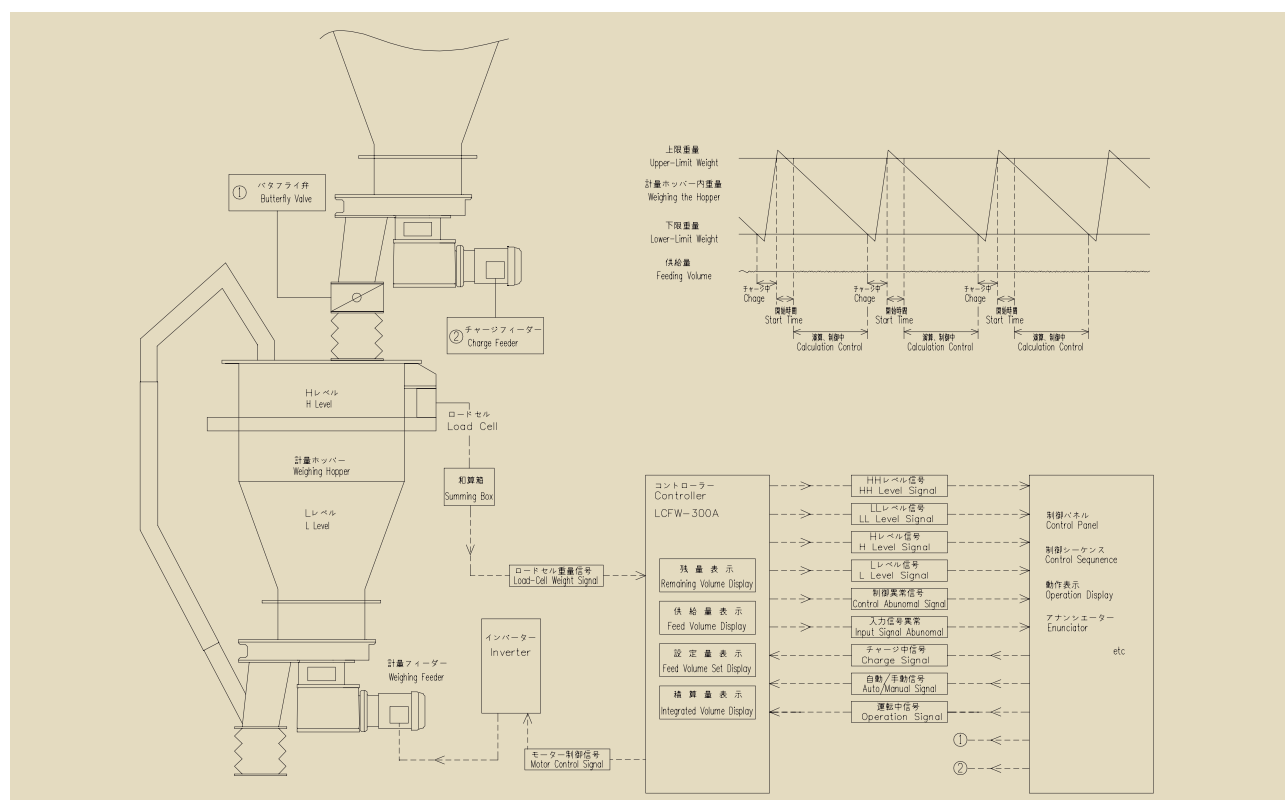 ①
バタフライ弁
Butterfly Valve
②
チャージフィーダー
Charge Feeder
Hレベル
H Level
ロードセル
Load Cell
計量ホッパー
Weighing Hopper
Lレベル
L Level
和算箱
Summing Box
ロードセル重量信号
Load-Cell Weight Signal
計量フィーダー
Weighing Feeder
インバーター
Inverter
モーター制御信号
Motor Control Signal
上限重量
Upper-Limit Weight
計量ホッパー内重量
Weighing the Hopper
下限重量
Lower-Limit Weight
供給量
Feeding Volume
チャージ中
Chage
開始時間
Start Time
演算、制御中
Calculation Control
チャージ中
Chage
開始時間
Start Time
演算、制御中
Calculation Control
チャージ中
Chage
開始時間
Start Time
演算、制御中
Calculation Control
コントローラー
Controller
LCFW-300A
残量表示
Remaining Volume Display
供給量表示
Feed Volume Display
設定量表示
Feed Volume Set Display
積算量表示
Integrated Volume Display
HHレベル信号
HH Level Signal
LLレベル信号
LL Level Signal
Hレベル信号
H Level Signal
Lレベル信号
L Level Signal
制御異常信号
Control Abunomal Signal
入力信号異常
Input Signal Abunomal
チャージ中信号
Charge Signal
自動/手動信号
Auto/Manual Signal
運転中信号
Operation Signal
①
②
制御パネル
Control Panel
制御シーケンス
Control Sequnence
動作表示
Operation Display
アナンシエーター
Enunciator
etc